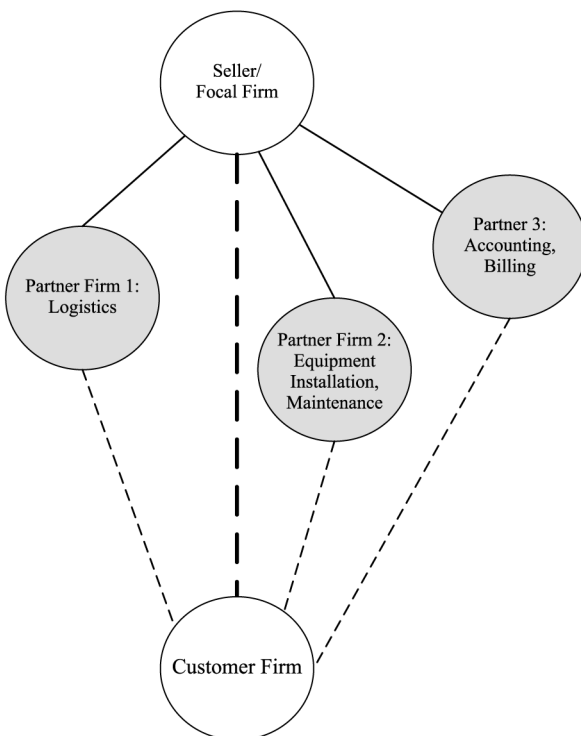 Seller/
Focal Firm
Partner 3:
Accounting,
Billing
Partner Firm 1:
Logistics
Partner Firm 2:
Equipment
Installation,
Maintenance
Customer Firm